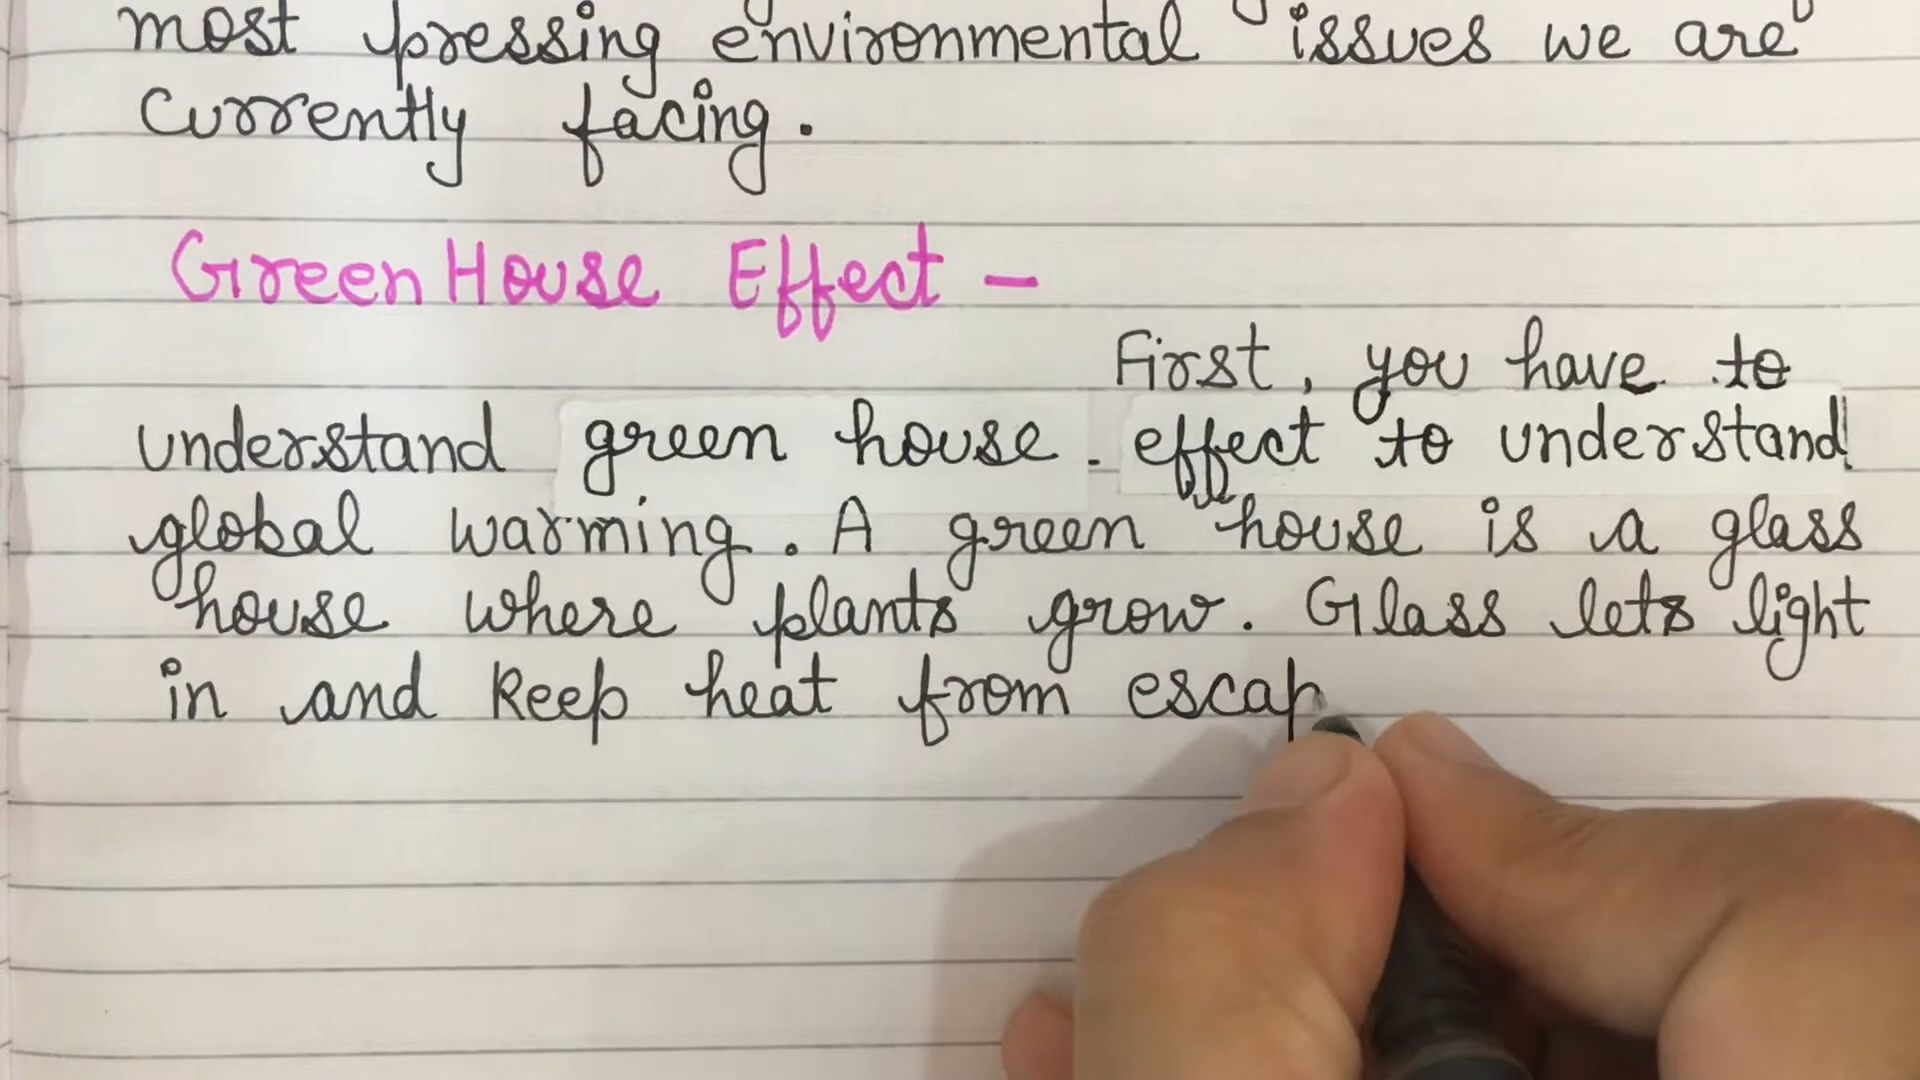 most pressing environmental issues we are
currently facing.
Green House Effect -
First, you have to
understand green house effect to understand
global warming. A green house is a glass
house where plants grow. Glass lets light
in and keep heat from escap